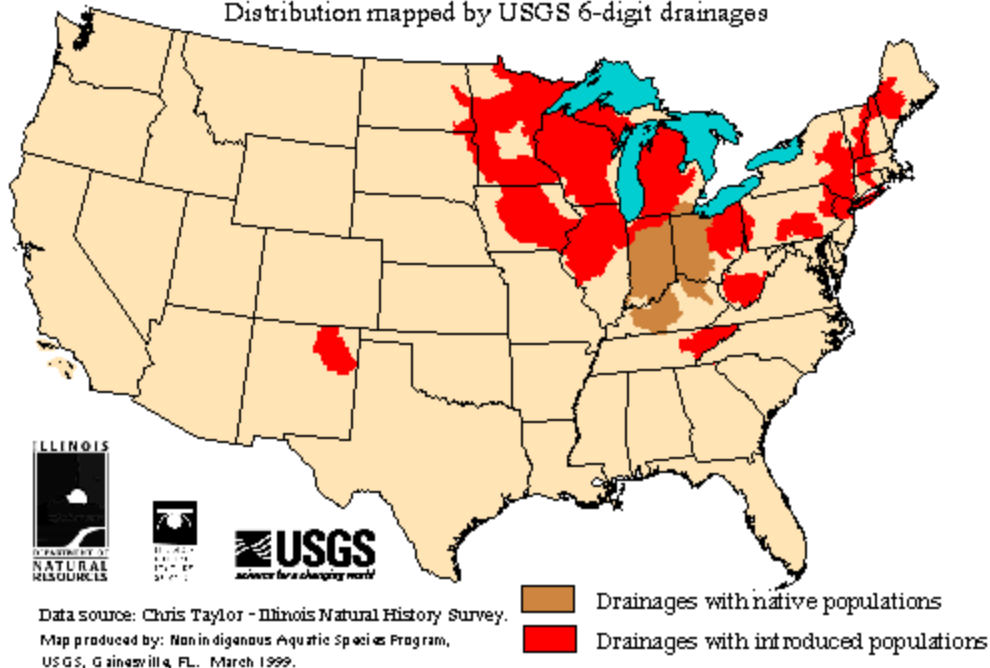 Distribution mapped by USGS 6-digit drainages
ILLINOIS
DEPARTMENT OF
NATURAL
RESOURCES
USGS
science for a changing world
Drainages with native populations
Drainages with introduced populations
Data source: Chris Taylor - Illinois Natural History Survey.
Map produced by: Nonindigenous Aquatic Species Program,
USGS, Gainesville, FL. March 1999.